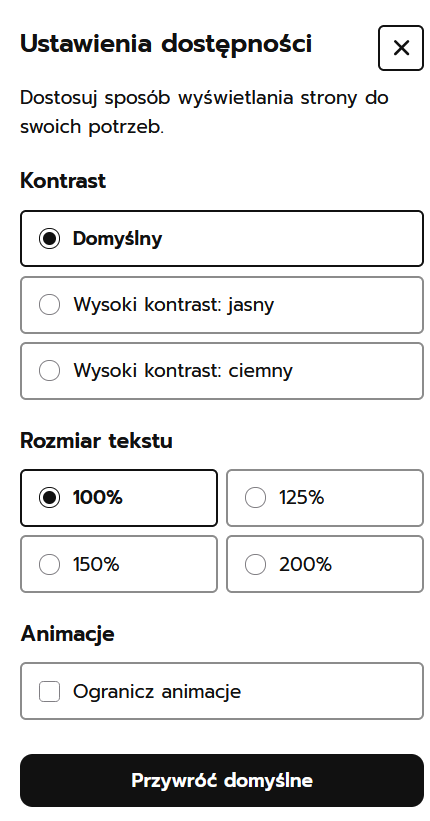 Ustawienia dostępności
Dostosuj sposób wyświetlania strony do
swoich potrzeb.
Kontrast
Domyślny
Wysoki kontrast: jasny
Wysoki kontrast: ciemny
Rozmiar tekstu
100%
125%
150%
200%
Animacje
Ogranicz animacje
Przywróć domyślne